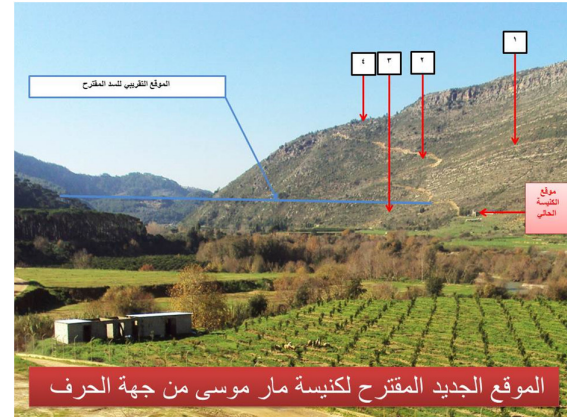 ١
٢
٣
٤
الموقع التقريبي للسد المقترح
موقع
الكنيسة
الحالي
الموقع الجديد المقترح لكنيسة مار موسى من جهة الحرف